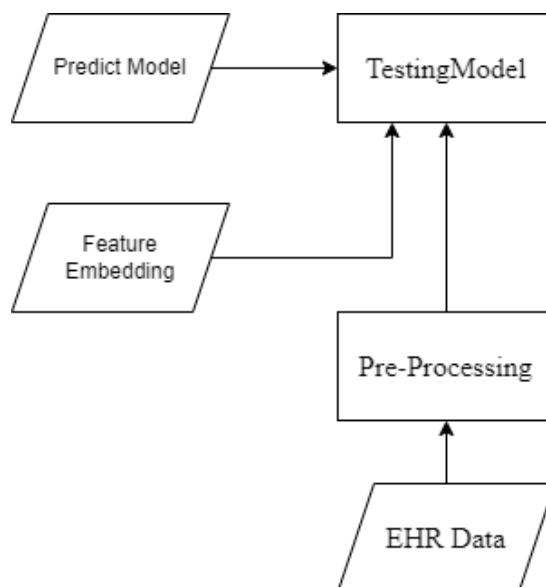 Predict Model
TestingModel
Feature
Embedding
Pre-Processing
EHR Data